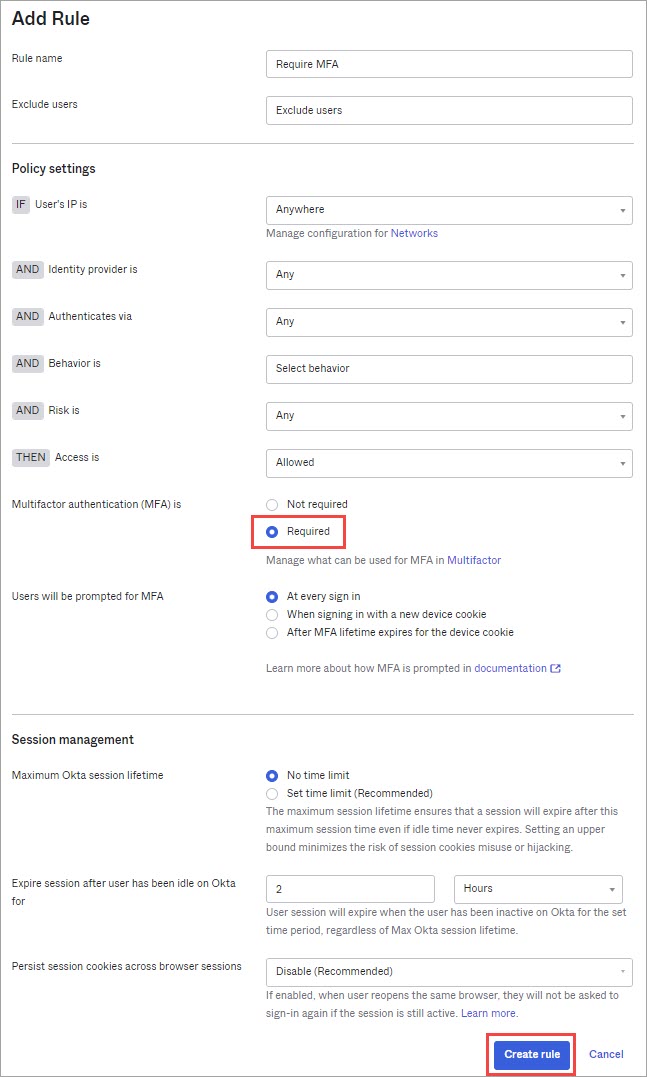 Add Rule
Rule name
Require MFA
Exclude users
Exclude users
Policy settings
IF User's IP is
Anywhere
Manage configuration for Networks
AND Identity provider is
Any
AND Authenticates via
Any
AND Behavior is
Select behavior
AND Risk is
Any
THEN Access is
Allowed
Multifactor authentication (MFA) is
Not required
Required
Manage what can be used for MFA in Multifactor
Users will be prompted for MFA
At every sign in
When signing in with a new device cookie
After MFA lifetime expires for the device cookie
Learn more about how MFA is prompted in documentation
Session management
Maximum Okta session lifetime
No time limit
Set time limit (Recommended)
The maximum session lifetime ensures that a session will expire after this
maximum session time even if idle time never expires. Setting an upper
bound minimizes the risk of session cookies misuse or hijacking.
Expire session after user has been idle on Okta
for
2
Hours
User session will expire when the user has been inactive on Okta for the set
time period, regardless of Max Okta session lifetime.
Persist session cookies across browser sessions
Disable (Recommended)
If enabled, when user reopens the same browser, they will not be asked to
sign-in again if the session is still active. Learn more.
Create rule
Cancel